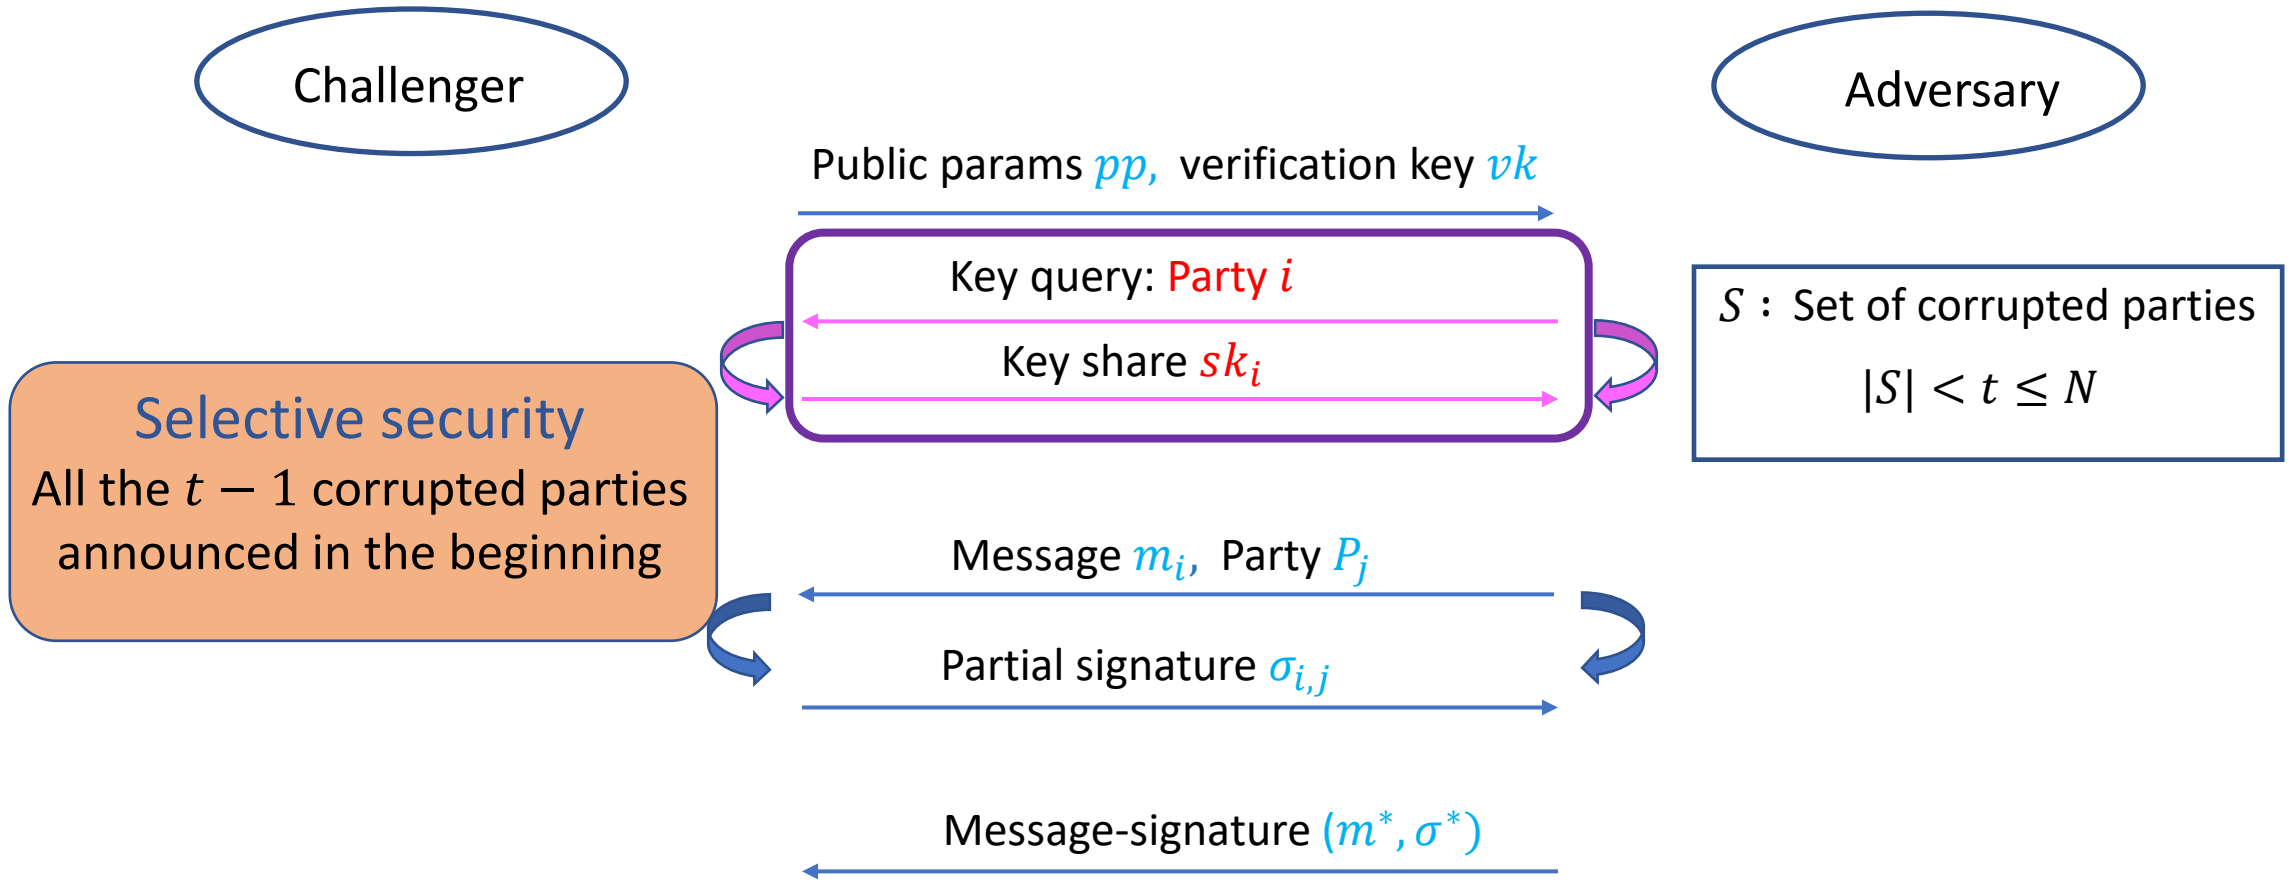 Challenger
Adversary
Public params pp, verification key vk
Key query: Party i
Key share sk_i
S : Set of corrupted parties
|S| < t ≤ N
Selective security
All the t − 1 corrupted parties
announced in the beginning
Message m_i, Party P_j
Partial signature σ_{i,j}
Message-signature (m*, σ*)